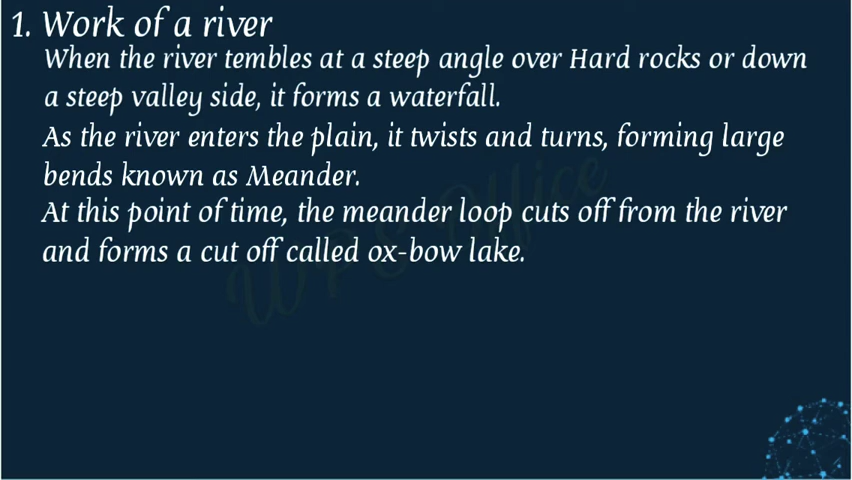 1. Work of a river
When the river tembles at a steep angle over Hard rocks or down
a steep valley side, it forms a waterfall.
As the river enters the plain, it twists and turns, forming large
bends known as Meander.
At this point of time, the meander loop cuts off from the river
and forms a cut off called ox-bow lake.
WPS Office